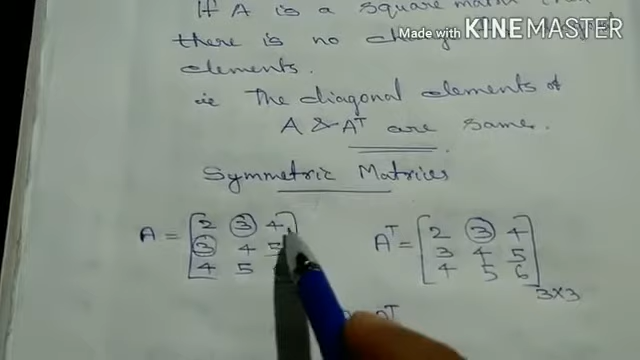 If A is a square
Made with KINEMASTER
there is no
elements.
ie The diagonal elements of
A & Aᵀ are same.
Symmetric Matrices
A = [2 3 4
3 4 5
4 5
Aᵀ = [2 3 4
3 4 5
4 5 6]
3×3